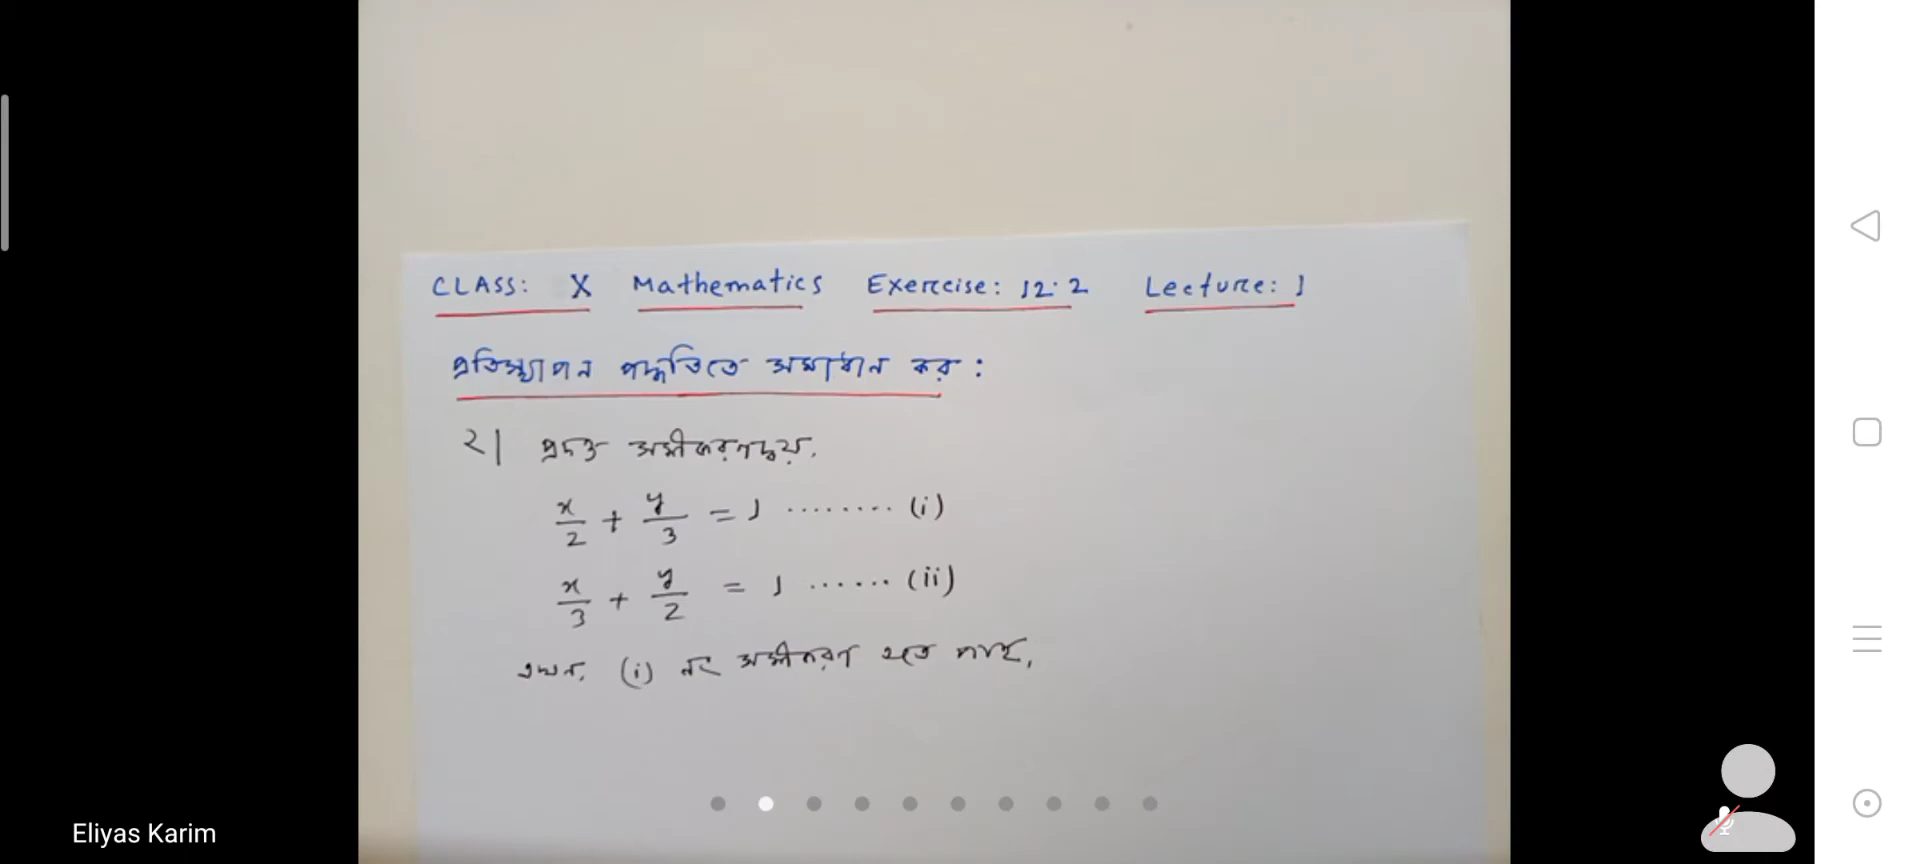 CLASS: X Mathematics Exercise: 12.2 Lecture: 1
প্রতিস্থাপন পদ্ধতিতে সমাধান কর:
২। প্রদত্ত সমীকরণদ্বয়,
x/2 + y/3 = 1 ........ (i)
x/3 + y/2 = 1 ...... (ii)
এখন, (i) নং সমীকরণ হতে পাই,
Eliyas Karim